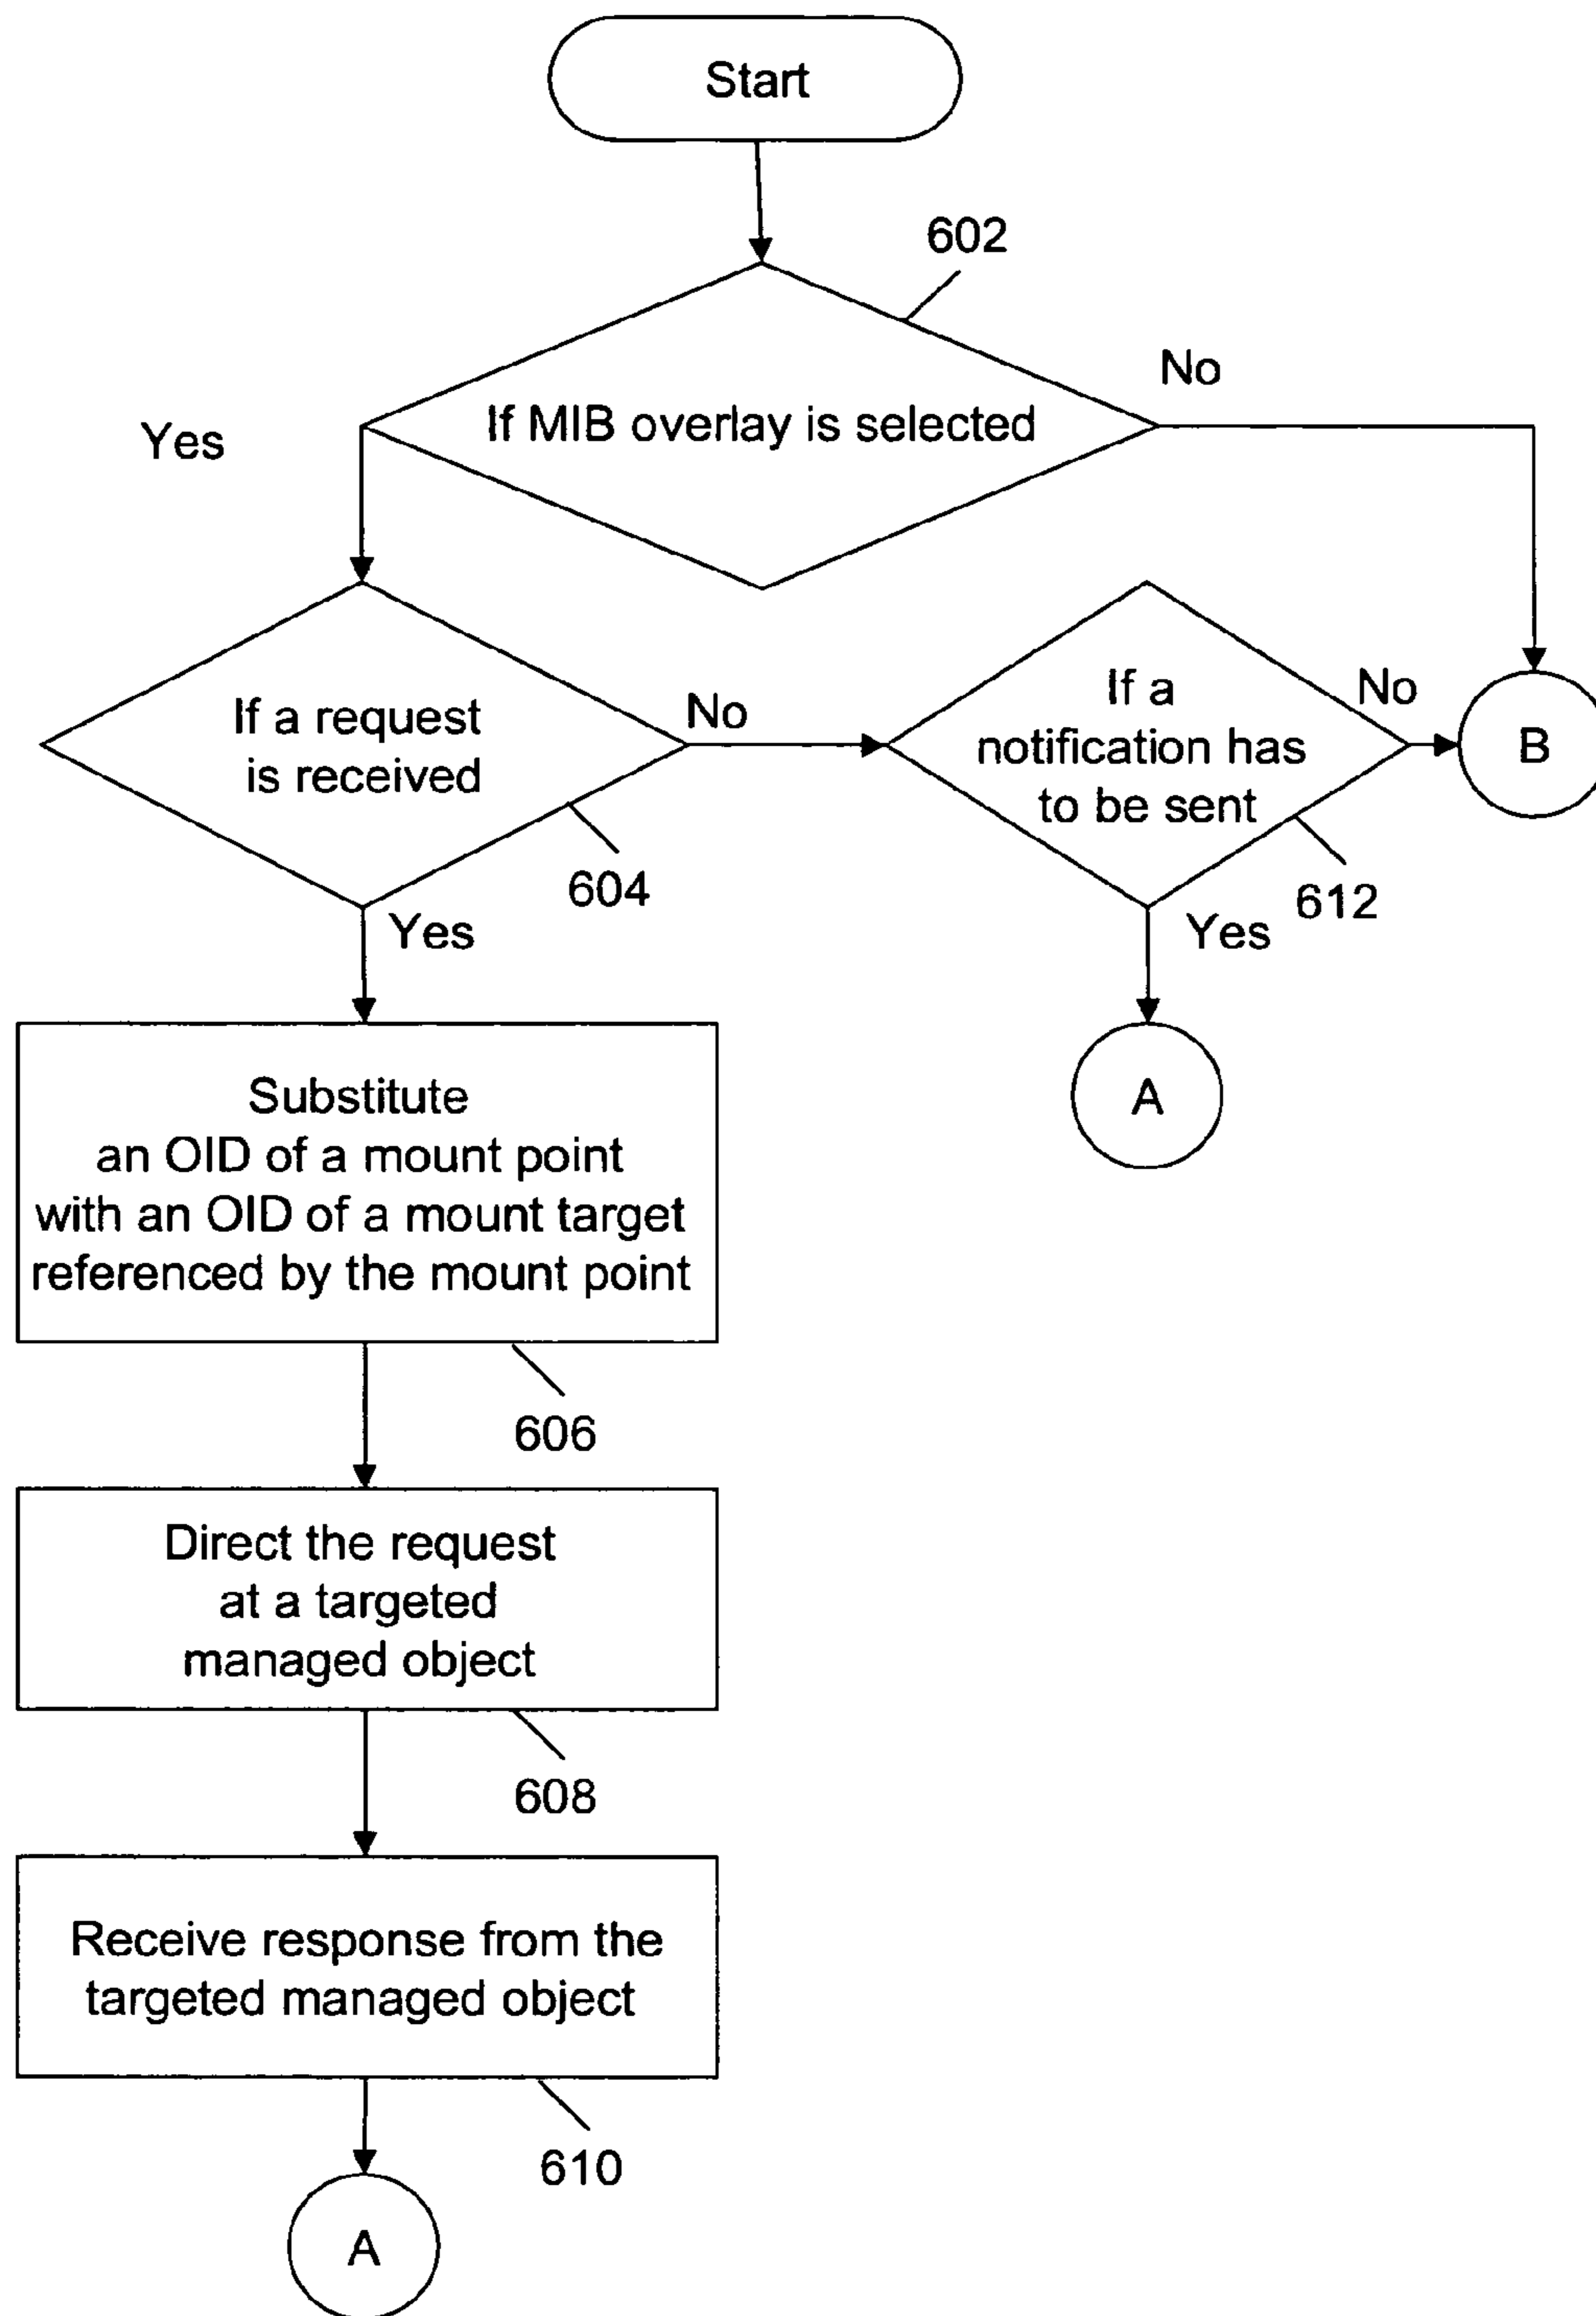 Start
602
No
If MIB overlay is selected
Yes
If a request
is received
No
If a
notification has
to be sent
No
B
604
612
Yes
Yes
Substitute
an OID of a mount point
with an OID of a mount target
referenced by the mount point
A
606
Direct the request
at a targeted
managed object
608
Receive response from the
targeted managed object
610
A